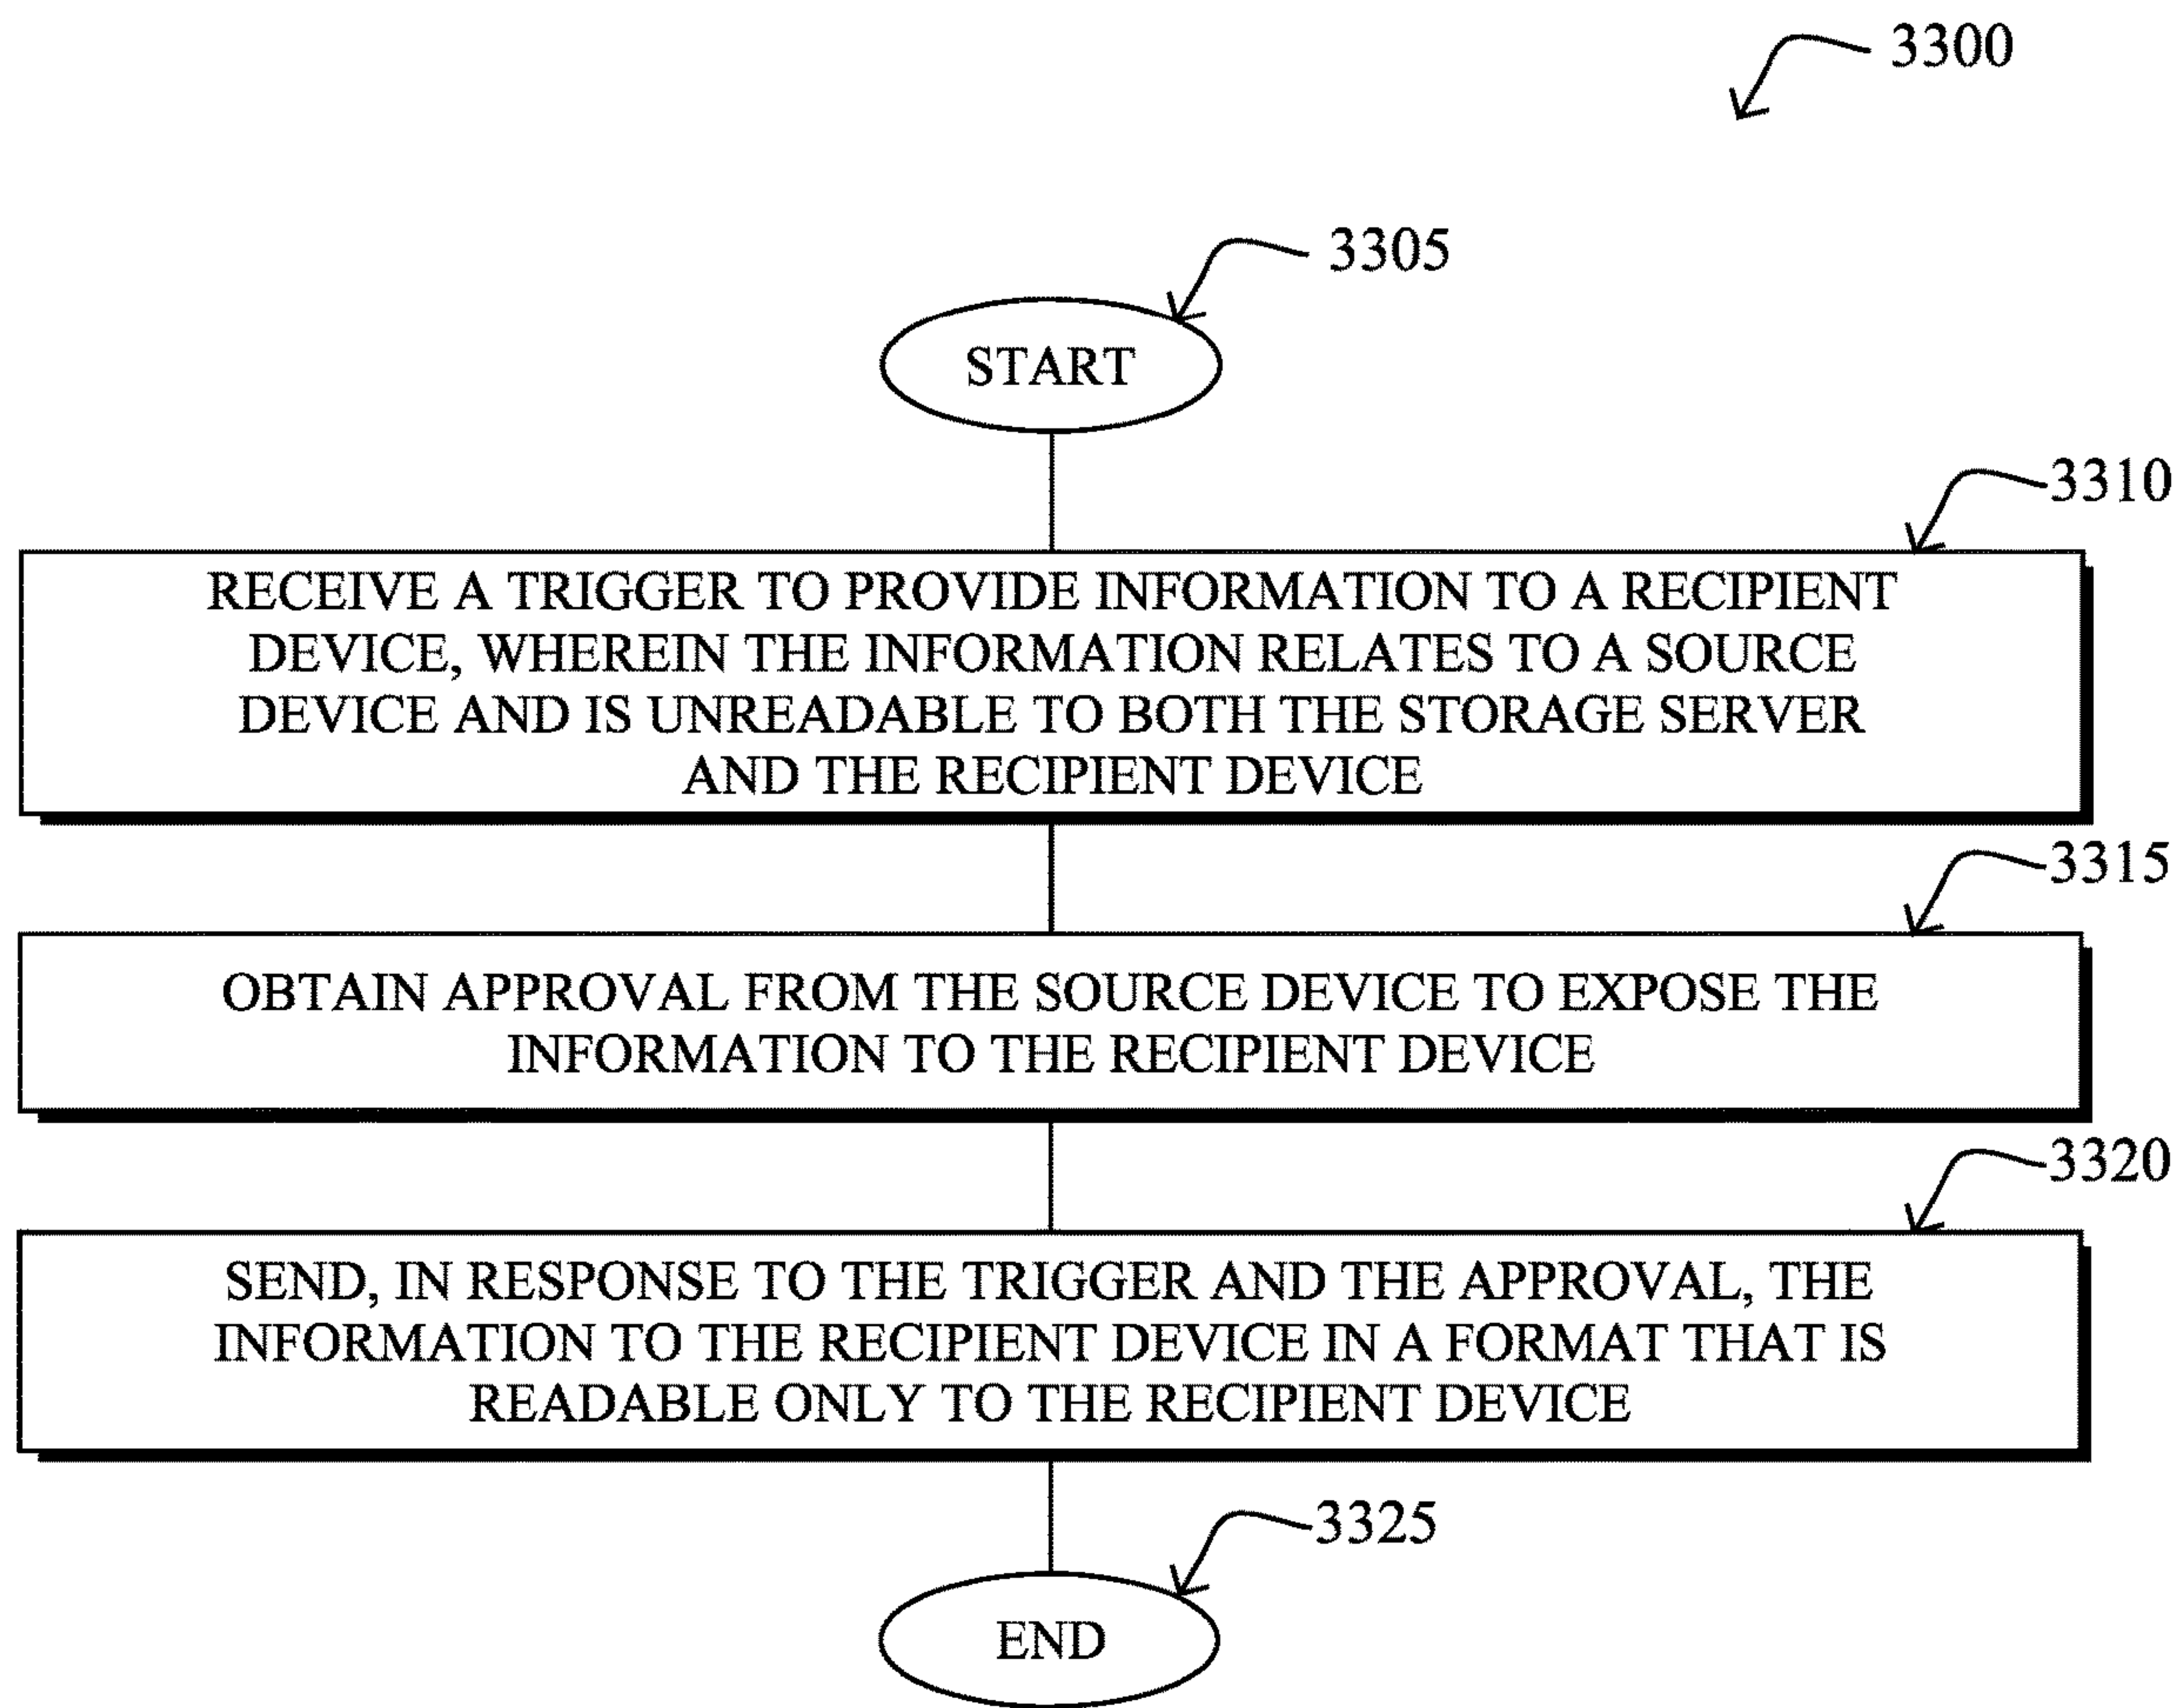 3300
3305
START
3310
RECEIVE A TRIGGER TO PROVIDE INFORMATION TO A RECIPIENT
DEVICE, WHEREIN THE INFORMATION RELATES TO A SOURCE
DEVICE AND IS UNREADABLE TO BOTH THE STORAGE SERVER
AND THE RECIPIENT DEVICE
3315
OBTAIN APPROVAL FROM THE SOURCE DEVICE TO EXPOSE THE
INFORMATION TO THE RECIPIENT DEVICE
3320
SEND, IN RESPONSE TO THE TRIGGER AND THE APPROVAL, THE
INFORMATION TO THE RECIPIENT DEVICE IN A FORMAT THAT IS
READABLE ONLY TO THE RECIPIENT DEVICE
3325
END